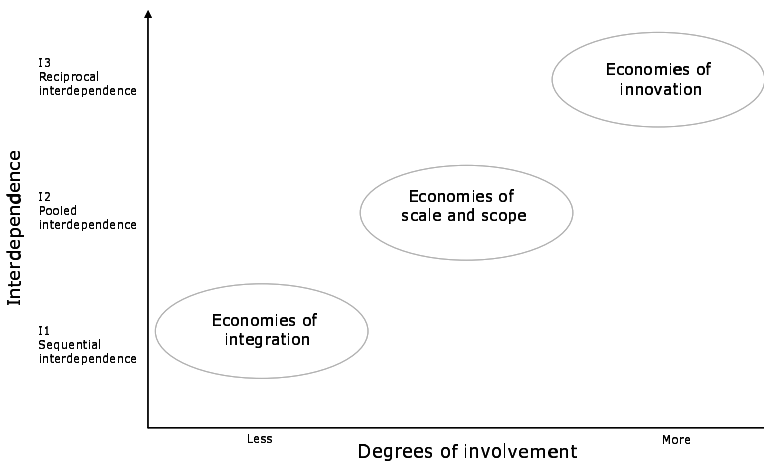 I3
Reciprocal
interdependence
Economies of
innovation
I2
Pooled
interdependence
Economies of
scale and scope
Interdependence
I1
Sequential
interdependence
Economies of
integration
Less
More
Degrees of involvement